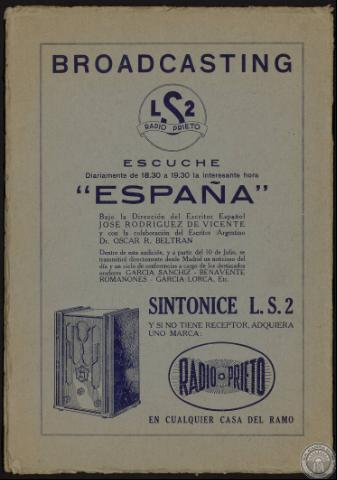 BROADCASTING
L S 2
RADIO PRIETO
ESCUCHE
Diariamente de 18.30 a 19.30 la interesante hora
"ESPAÑA"
Bajo la Dirección del Escritor Español
JOSE RODRIGUEZ DE VICENTE
y con la colaboración del Escritor Argentino
Dr. OSCAR R. BELTRAN
Dentro de esta audición, y a partir del 10 de Julio, se
transmitirá directamente desde Madrid un noticioso del
día y un ciclo de conferencias a cargo de los destacados
oradores GARCIA SANCHIZ - BENAVENTE
ROMANONES - GARCIA LORCA, Etc.
SINTONICE L. S. 2
Y SI NO TIENE RECEPTOR, ADQUIERA
UNO MARCA:
RADIO PRIETO
EN CUALQUIER CASA DEL RAMO